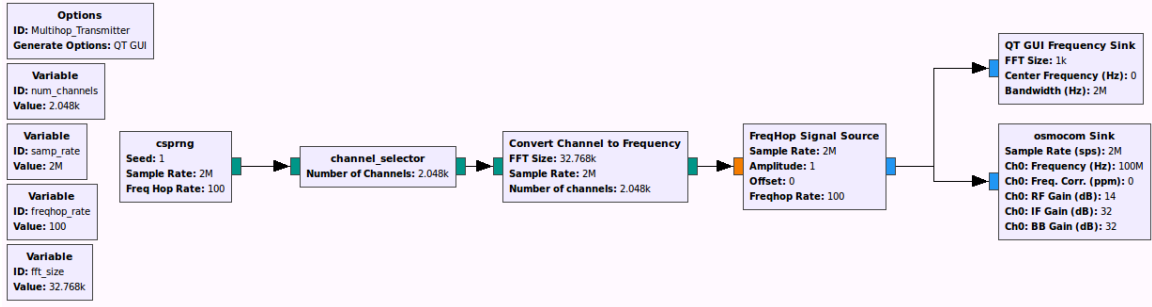 Options
ID: Multihop_Transmitter
Generate Options: QT GUI
Variable
ID: num_channels
Value: 2.048k
Variable
ID: samp_rate
Value: 2M
Variable
ID: freqhop_rate
Value: 100
Variable
ID: fft_size
Value: 32.768k
csprng
Seed: 1
Sample Rate: 2M
Freq Hop Rate: 100
channel_selector
Number of Channels: 2.048k
Convert Channel to Frequency
FFT Size: 32.768k
Sample Rate: 2M
Number of channels: 2.048k
FreqHop Signal Source
Sample Rate: 2M
Amplitude: 1
Offset: 0
Freqhop Rate: 100
QT GUI Frequency Sink
FFT Size: 1k
Center Frequency (Hz): 0
Bandwidth (Hz): 2M
osmocom Sink
Sample Rate (sps): 2M
Ch0: Frequency (Hz): 100M
Ch0: Freq. Corr. (ppm): 0
Ch0: RF Gain (dB): 14
Ch0: IF Gain (dB): 32
Ch0: BB Gain (dB): 32